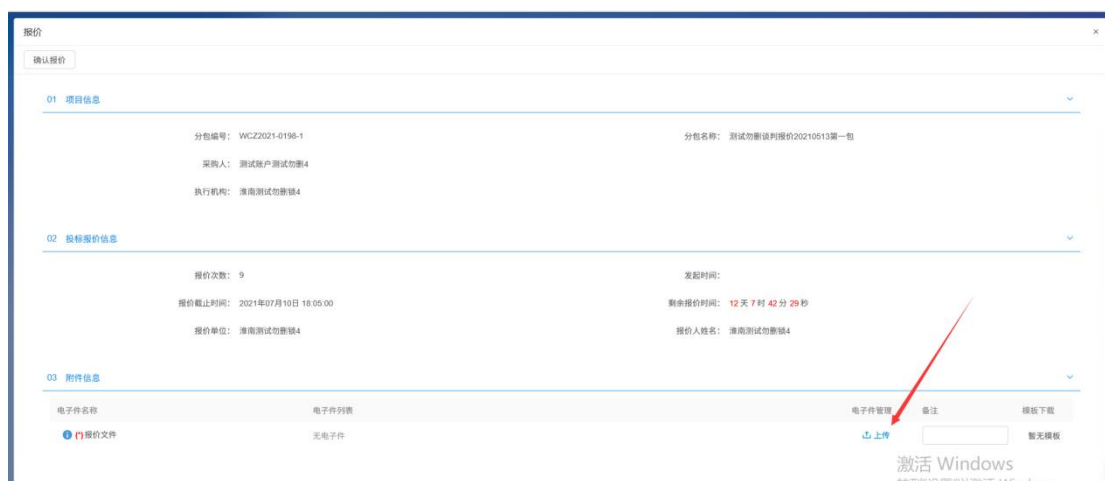 报价 ×
确认报价
01 项目信息
分包编号： WCZ2021-0198-1 分包名称： 测试勿删谈判报价20210513第一包
采购人： 测试账户测试勿删4
执行机构： 淮南测试勿删锁4
02 投标报价信息
报价次数： 9 发起时间：
报价截止时间： 2021年07月10日 18:05:00 剩余报价时间： 12 天 7 时 42 分 29 秒
报价单位： 淮南测试勿删锁4 报价人姓名： 淮南测试勿删锁4
03 附件信息
电子件名称 电子件列表 电子件管理 备注 模板下载
(*) 报价文件 无电子件 上传 暂无模板
激活 Windows